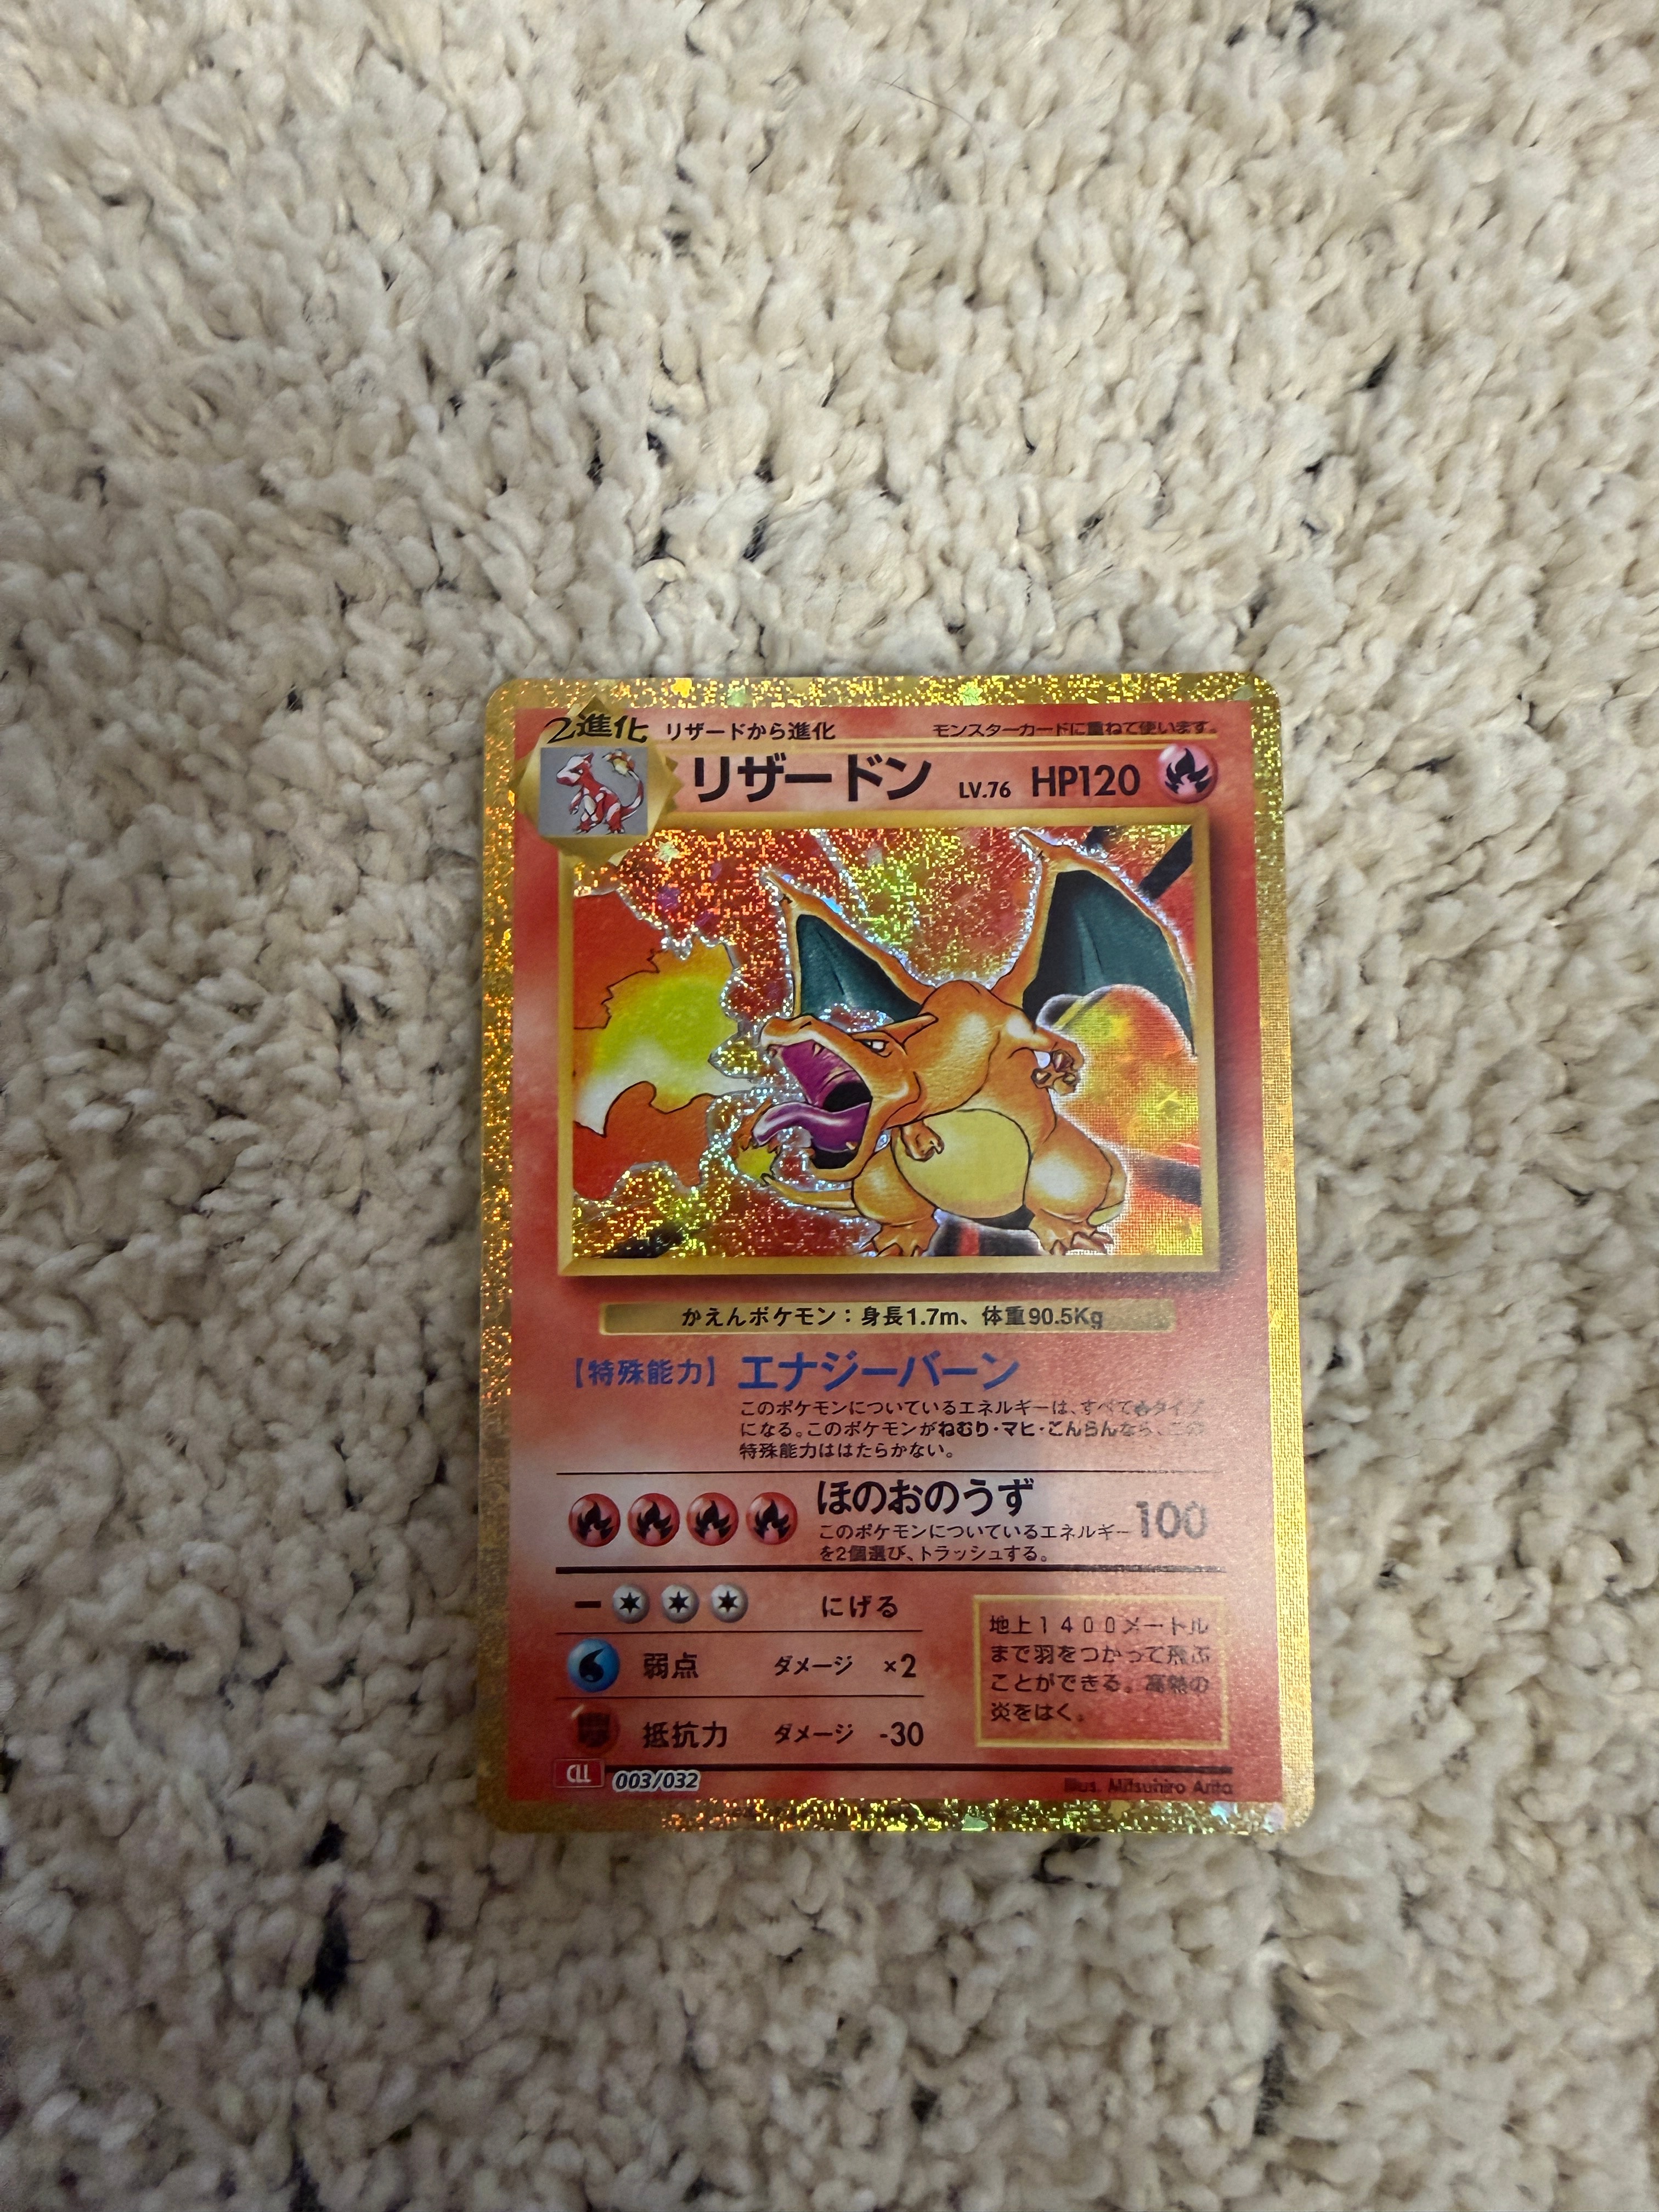 2進化 リザードから進化 モンスターカードに重ねて使います。
リザードン LV.76 HP120
かえんポケモン：身長1.7m、体重90.5Kg
【特殊能力】 エナジーバーン
このポケモンについているエネルギーは、すべて タイプ
になる。このポケモンがねむり・マヒ・こんらんなら、この
特殊能力ははたらかない。
ほのおのうず 100
このポケモンについているエネルギー
を2個選び、トラッシュする。
ー にげる
弱点 ダメージ ×2
抵抗力 ダメージ -30
地上1400メートル
まで羽をつかって飛ぶ
ことができる。高熱の
炎をはく。
CLL 003/032 Illus. Mitsuhiro Arita